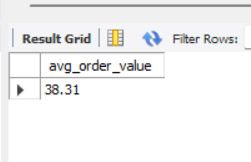 Result Grid Filter Rows:
avg_order_value
38.31